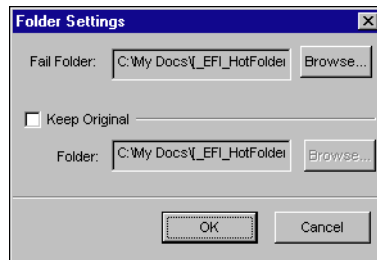 Folder Settings
Fail Folder: C:\My Docs\[_EFI_HotFolder Browse...
Keep Original
Folder: C:\My Docs\[_EFI_HotFolder Browse...
OK Cancel